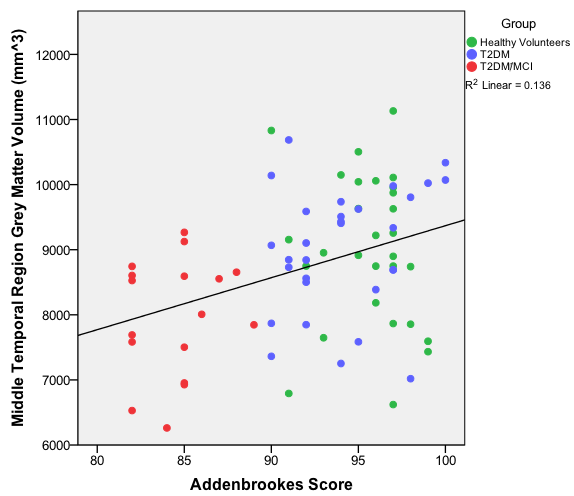 Group
Healthy Volunteers
T2DM
T2DM/MCI
R2 Linear = 0.136
Middle Temporal Region Grey Matter Volume (mm^3)
12000
11000
10000
9000
8000
7000
6000
80 85 90 95 100
Addenbrookes Score